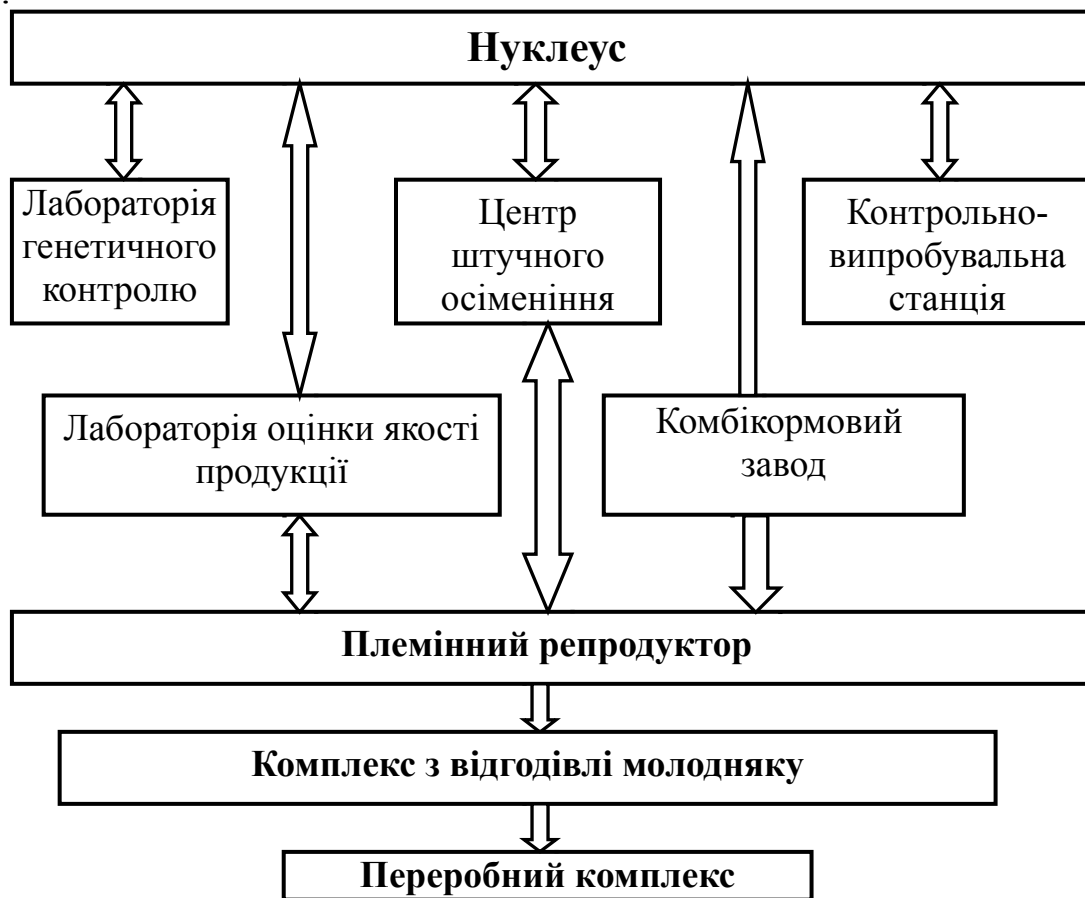 Нуклеус
Лабораторія
генетичного
контролю
Центр
штучного
осіменіння
Контрольно-
випробувальна
станція
Лабораторія оцінки якості
продукції
Комбікормовий
завод
Племінний репродуктор
Комплекс з відгодівлі молодняку
Переробний комплекс